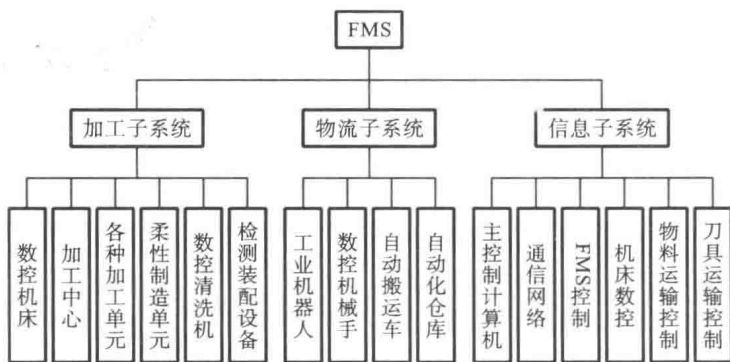 FMS
加工子系统
物流子系统
信息子系统
数控机床
加工中心
各种加工单元
柔性制造单元
数控清洗机
检测装配设备
工业机器人
数控机械手
自动搬运车
自动化仓库
主控制计算机
通信网络
FMS控制
机床数控
物料运输控制
刀具运输控制